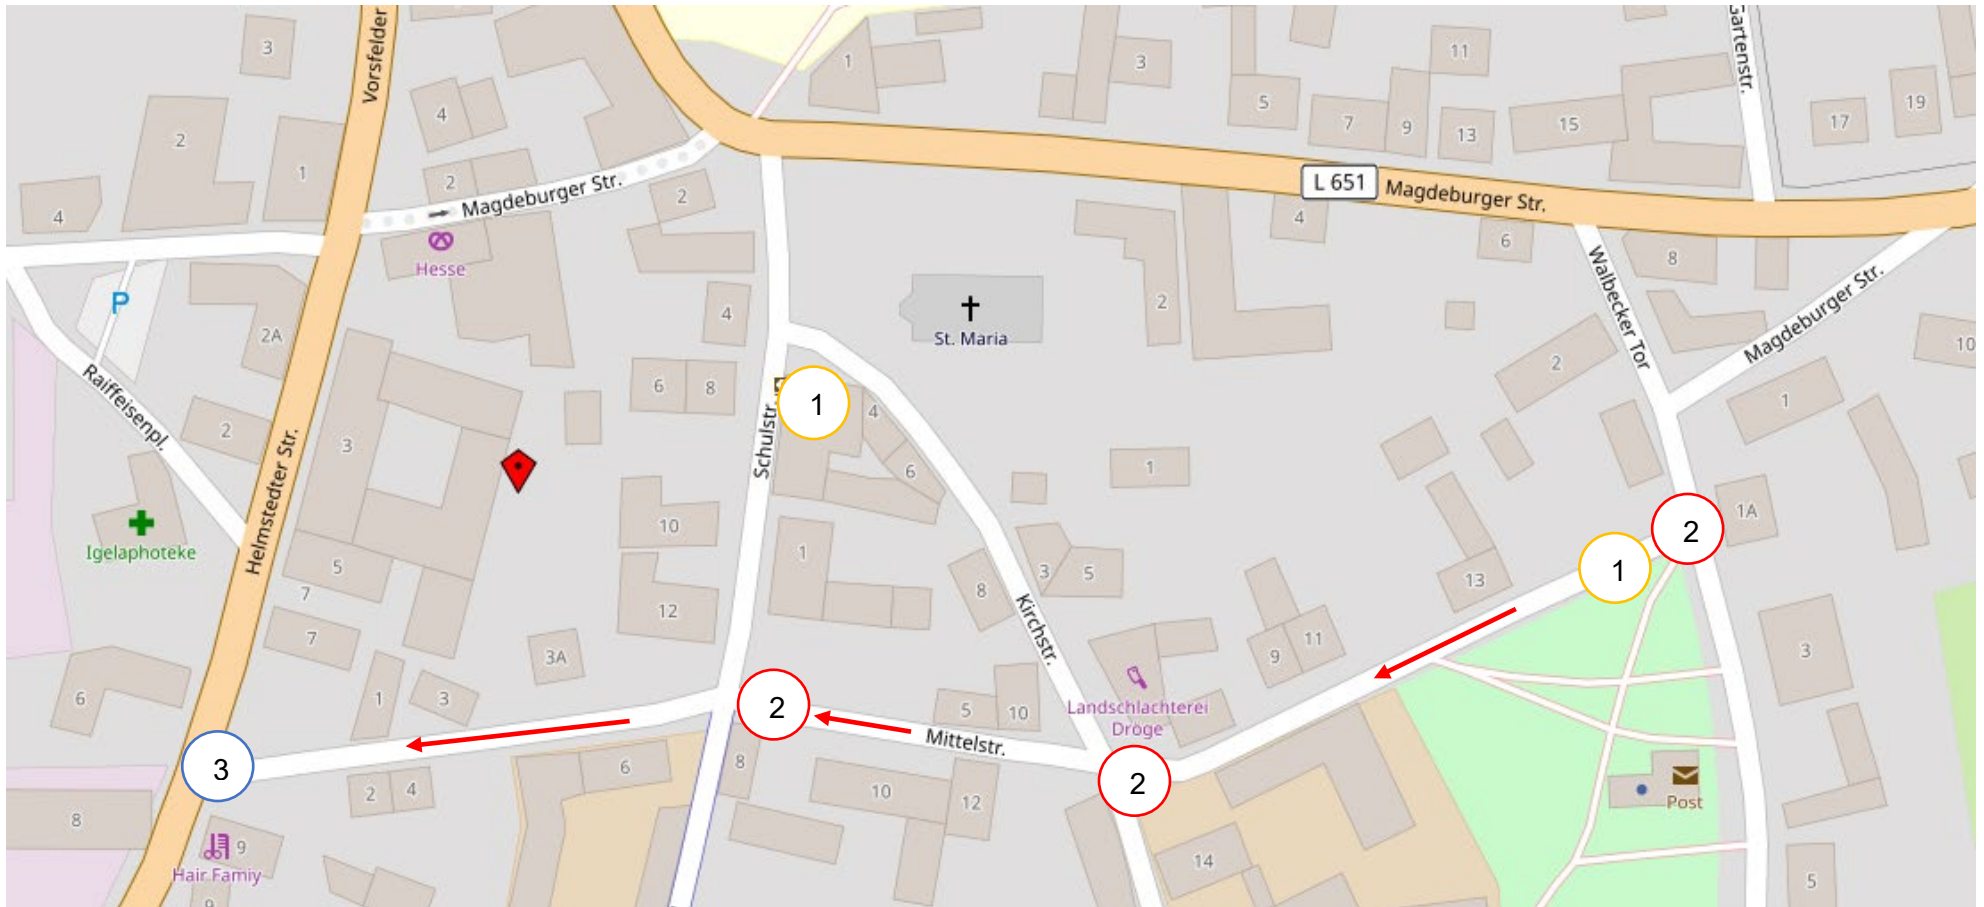 Vorsfelder
3
2
1
4
4
2
Magdeburger Str.
2
Hesse
P
2A
Raiffeisenpl.
2
3
Helmstedter Str.
Igelaphoteke
5
7
7
6
1
3
3A
8
3
2
4
6
9
Hair Famiy
9
1
3
5
7
9
11
13
15
17
19
Gartenstr.
L 651
Magdeburger Str.
4
6
8
Walbecker Tor
Magdeburger Str.
10
2
1
St. Maria
2
4
6
8
1
Schulstr.
4
6
10
12
1
8
3
5
1
Kirchstr.
13
11
9
1
2
1A
3
2
5
10
Mittelstr.
Landschlachterei
Dröge
2
8
10
12
14
Post
5